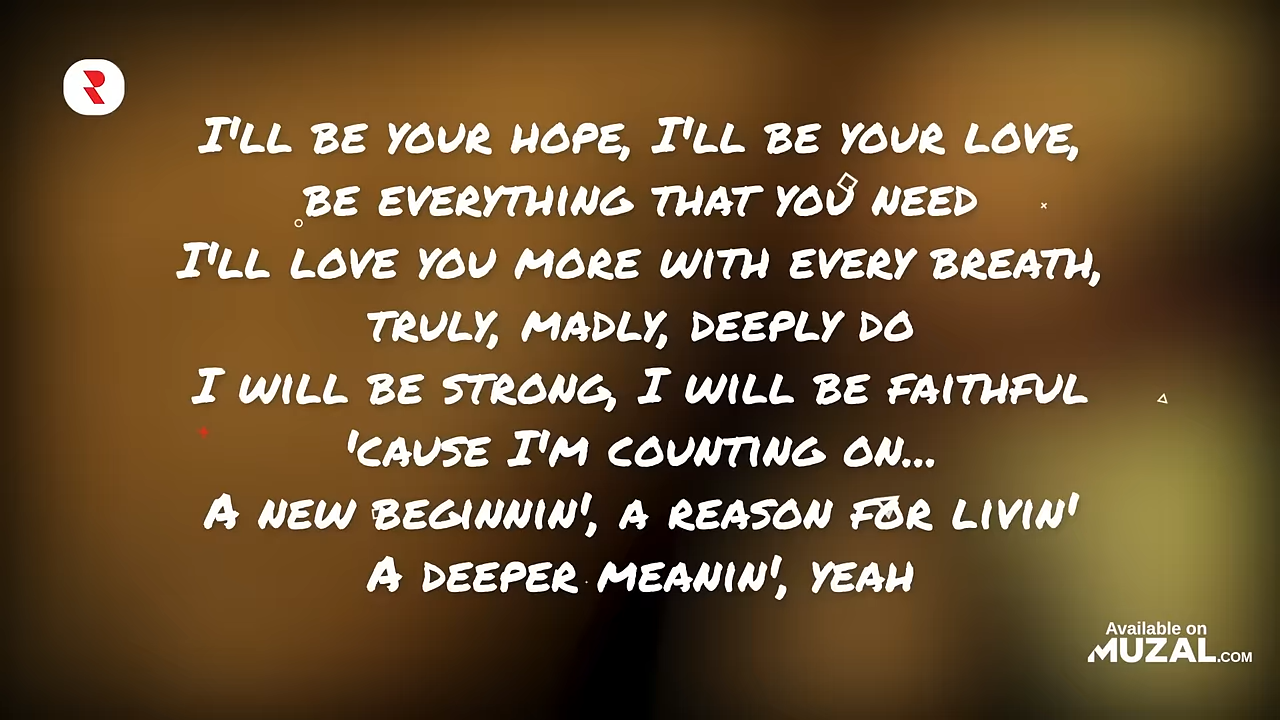 I'LL BE YOUR HOPE, I'LL BE YOUR LOVE,
BE EVERYTHING THAT YOU NEED
I'LL LOVE YOU MORE WITH EVERY BREATH,
TRULY, MADLY, DEEPLY DO
I WILL BE STRONG, I WILL BE FAITHFUL
'CAUSE I'M COUNTING ON...
A NEW BEGINNIN', A REASON FOR LIVIN'
A DEEPER MEANIN', YEAH
Available on
MUZAL.COM